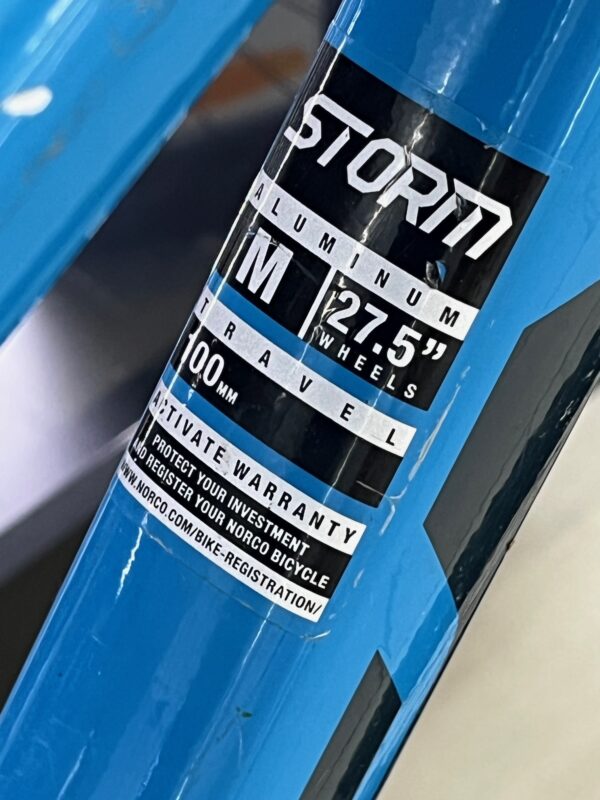 STORM
ALUMINUM
M
27.5”
WHEELS
TRAVEL
100MM
ACTIVATE WARRANTY
PROTECT YOUR INVESTMENT
AND REGISTER YOUR NORCO BICYCLE
WWW.NORCO.COM/BIKE-REGISTRATION/